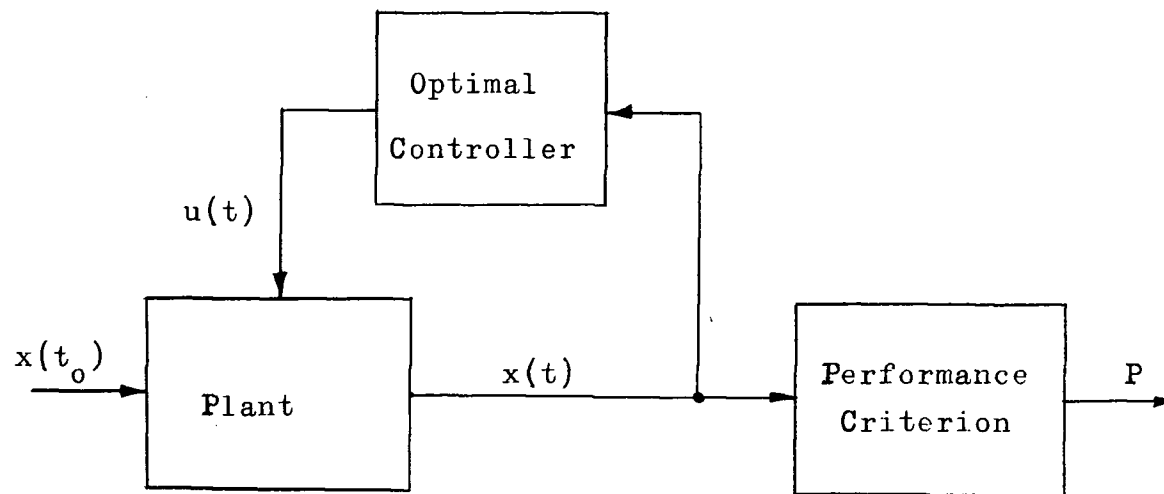 Optimal
Controller
u(t)
x(t_o)
Plant
x(t)
Performance
Criterion
P